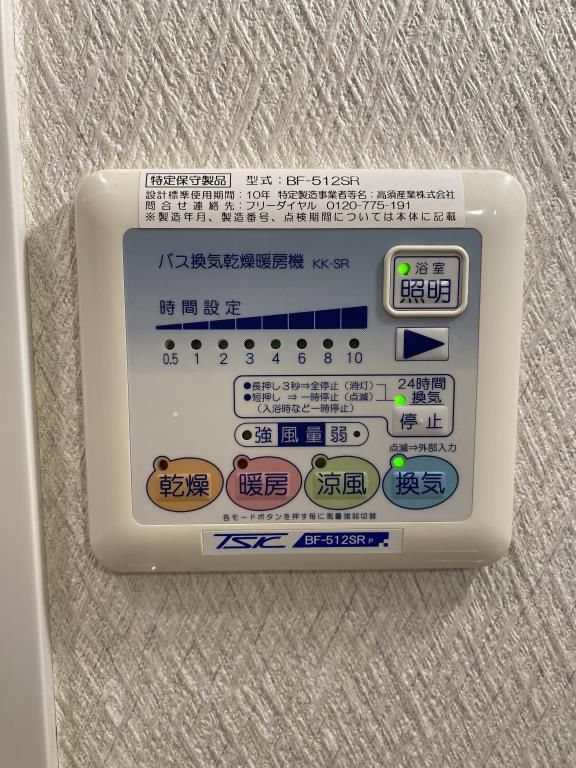 特定保守製品 型式：BF-512SR
設計標準使用期間：10年 特定製造事業者等名：高須産業株式会社
問合せ連絡先：フリーダイヤル 0120-775-191
※製造年月、製造番号、点検期間については本体に記載
バス換気乾燥暖房機 KK-SR
浴室
照明
時間設定
0.5 1 2 3 4 6 8 10
●長押し3秒⇒全停止（消灯）
●短押し ⇒一時停止（点滅）
（入浴時など一時停止）
24時間
換気
停止
強 風量 弱
点滅⇒外部入力
乾燥 暖房 涼風 換気
各モードボタンを押す毎に風量強弱切替
TSK BF-512SR P